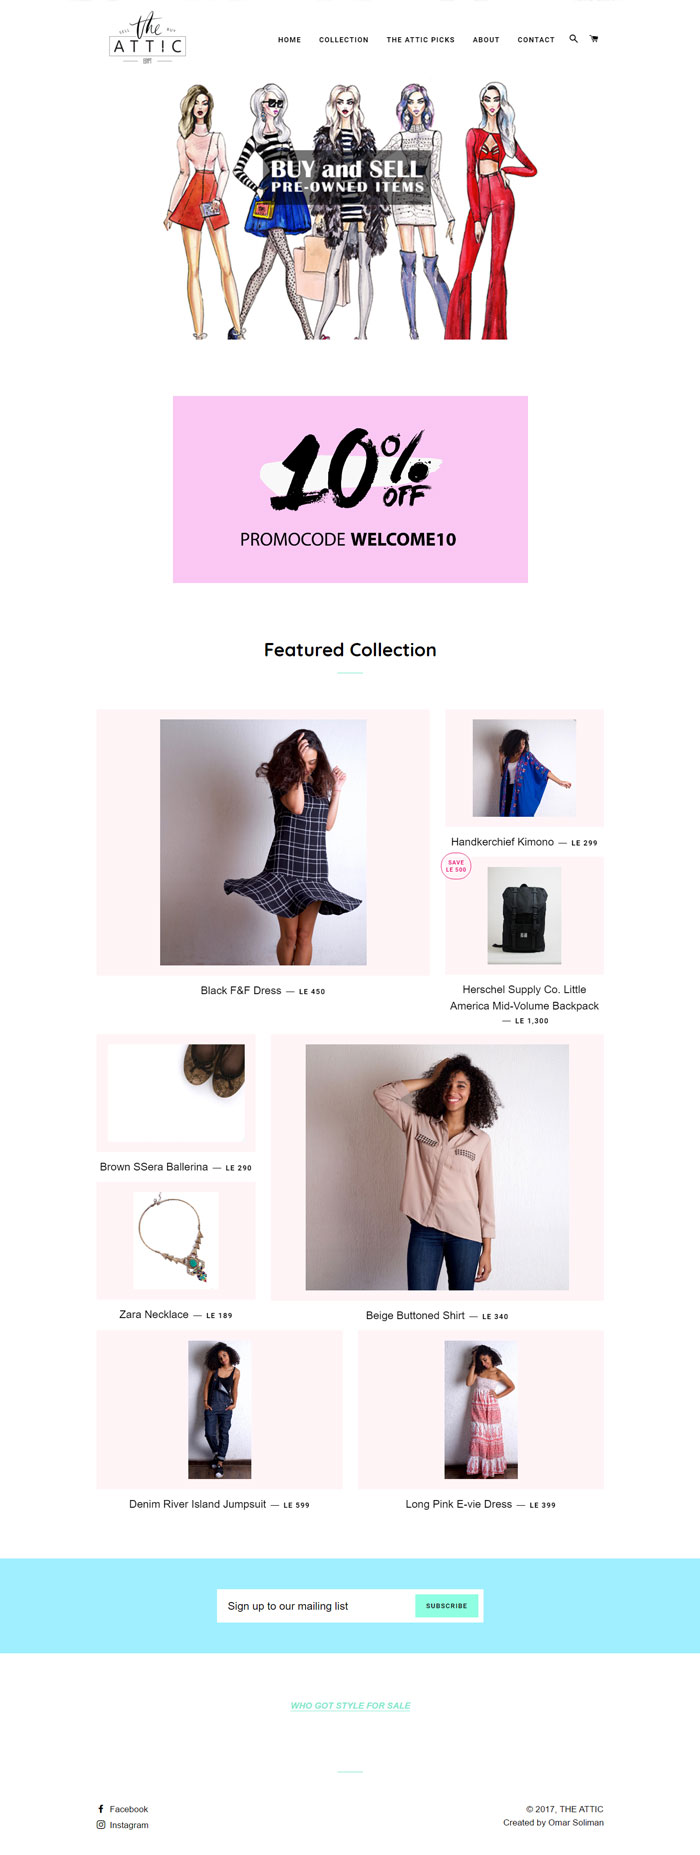 SELL the BUY
ATTIC
HOME COLLECTION THE ATTIC PICKS ABOUT CONTACT
BUY and SELL
PRE-OWNED ITEMS
10% OFF
PROMOCODE WELCOME10
Featured Collection
Handkerchief Kimono — LE 299
SAVE
LE 500
Black F&F Dress — LE 450
Herschel Supply Co. Little
America Mid-Volume Backpack
— LE 1,300
Brown SSera Ballerina — LE 290
Zara Necklace — LE 189
Beige Buttoned Shirt — LE 340
Denim River Island Jumpsuit — LE 599
Long Pink E-vie Dress — LE 399
Sign up to our mailing list SUBSCRIBE
WHO GOT STYLE FOR SALE
Facebook
Instagram
© 2017, THE ATTIC
Created by Omar Soliman